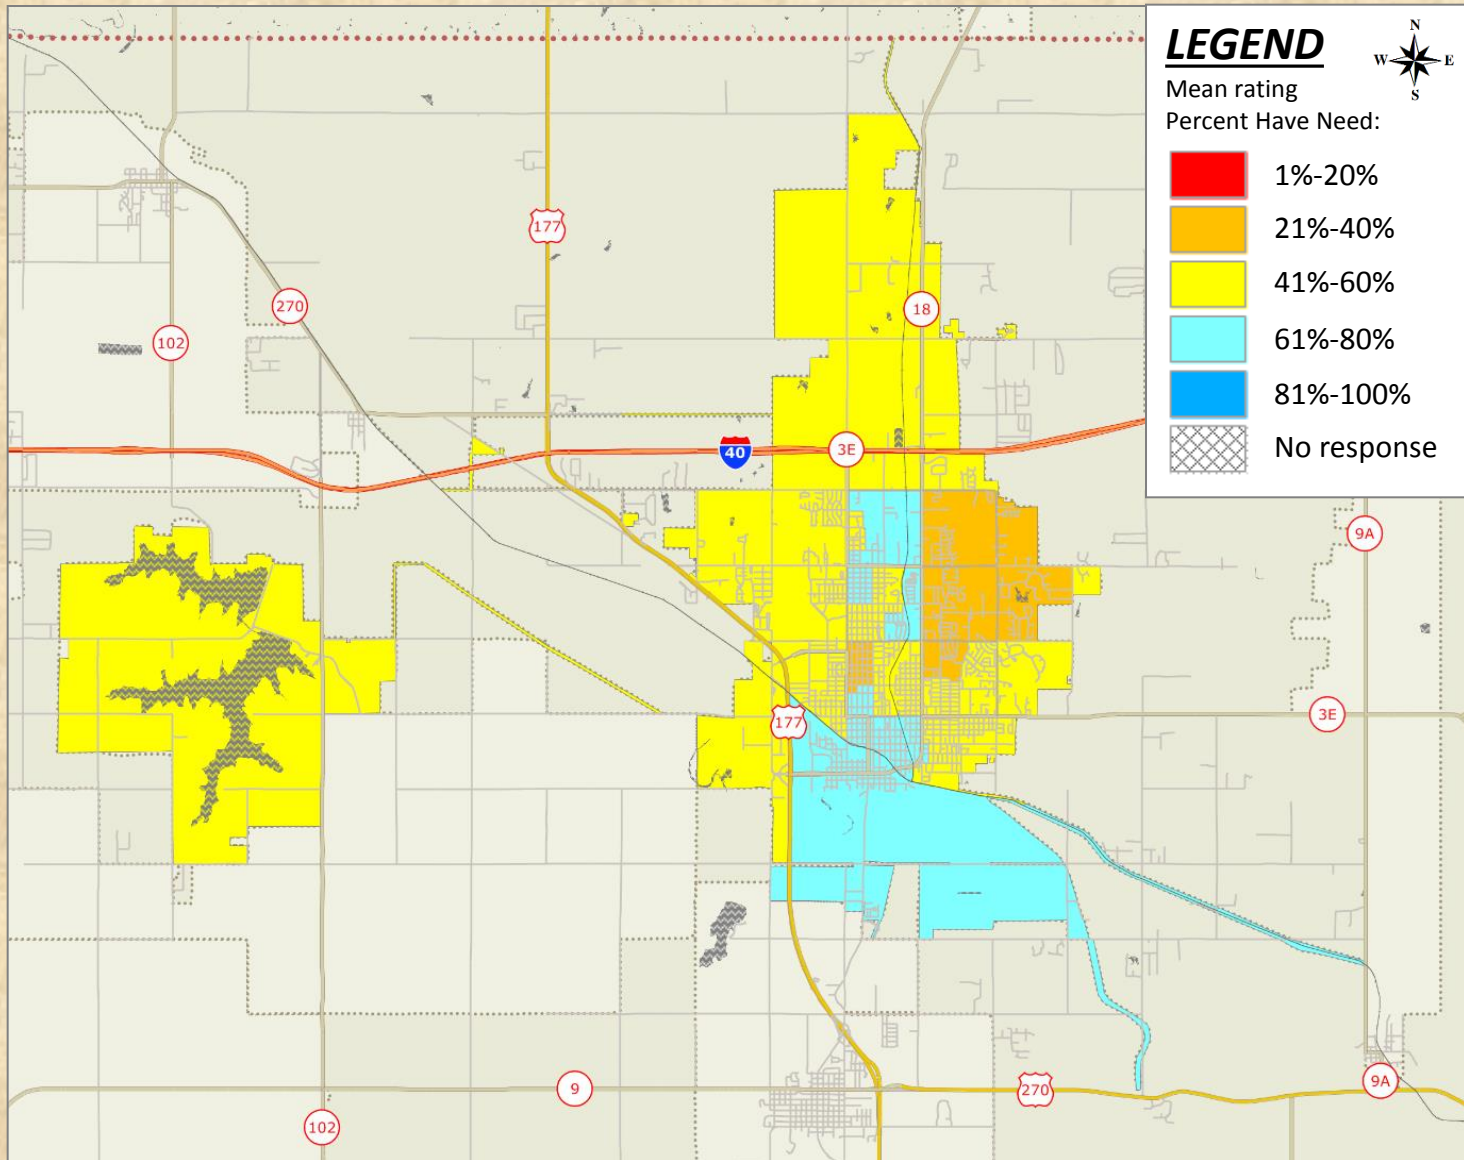 LEGEND
N
W E
S
Mean rating
Percent Have Need:
1%-20%
21%-40%
41%-60%
61%-80%
81%-100%
No response
177
270
18
102
3E
40
9A
3E
177
9
270
9A
102